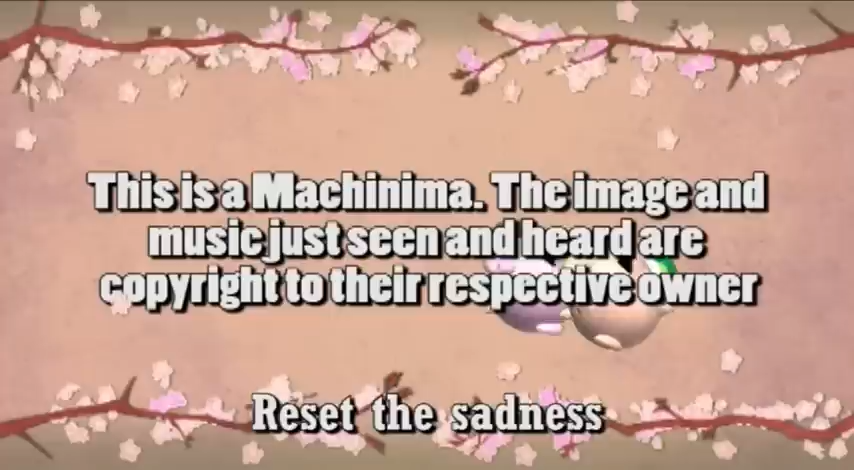 This is a Machinima. The image and
music just seen and heard are
copyright to their respective owner
Reset the sadness